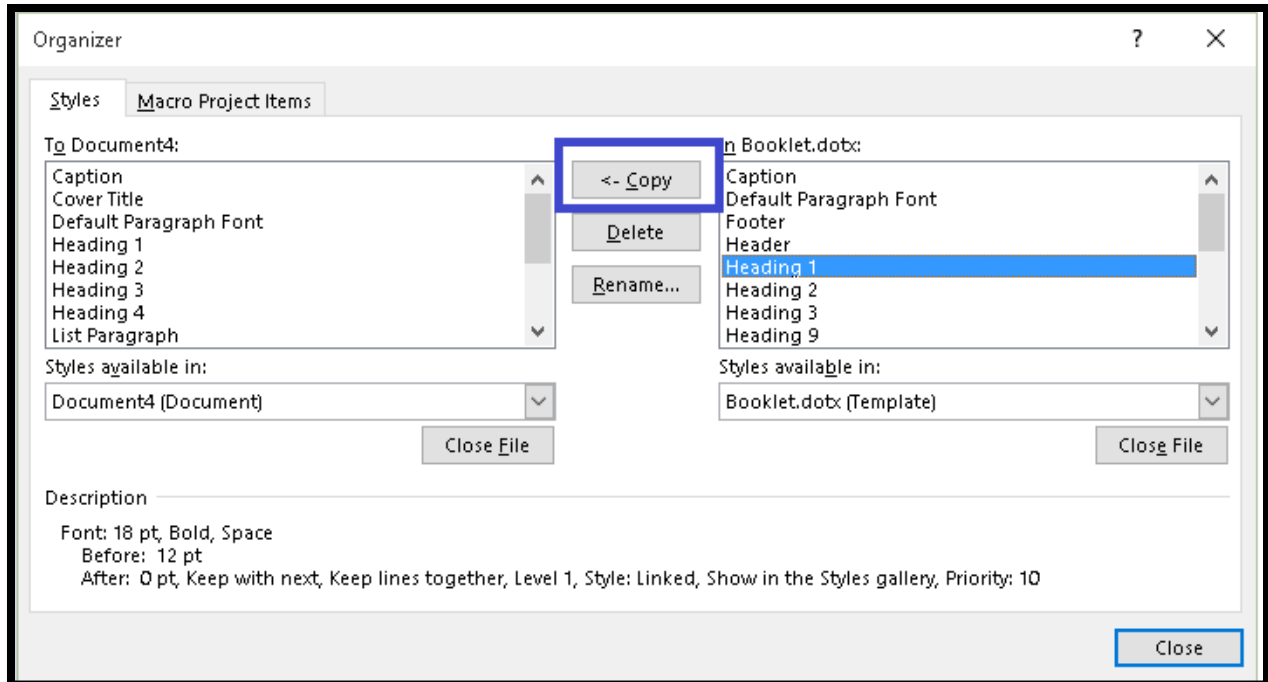 Organizer
?
Styles
Macro Project Items
To Document4:
Caption
Cover Title
Default Paragraph Font
Heading 1
Heading 2
Heading 3
Heading 4
List Paragraph
<- Copy
Delete
Rename...
n Booklet.dotx:
Caption
Default Paragraph Font
Footer
Header
Heading 1
Heading 2
Heading 3
Heading 9
Styles available in:
Document4 (Document)
Close File
Styles available in:
Booklet.dotx (Template)
Close File
Description
Font: 18 pt, Bold, Space
Before: 12 pt
After: 0 pt, Keep with next, Keep lines together, Level 1, Style: Linked, Show in the Styles gallery, Priority: 10
Close